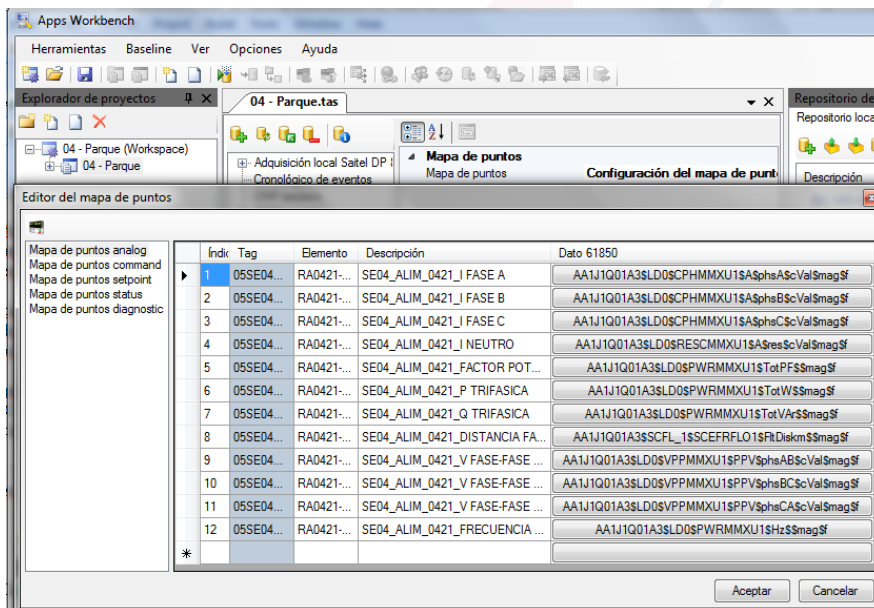 Apps Workbench
Herramientas Baseline Ver Opciones Ayuda
Explorador de proyectos
04 - Parque.tas
Repositorio de
Repositorio loca
04 - Parque (Workspace)
04 - Parque
Adquisición local Saitel DP
Cronológico de eventos
Mapa de puntos
Mapa de puntos Configuración del mapa de punt
Descripción
Editor del mapa de puntos
Mapa de puntos analog
Mapa de puntos command
Mapa de puntos setpoint
Mapa de puntos status
Mapa de puntos diagnostic
Índic Tag Elemento Descripción Dato 61850
1 05SE04... RA0421-... SE04_ALIM_0421_I FASE A AA1J1Q01A3$LD0$CPHMMXU1$A$phsA$cVal$mag$f
2 05SE04... RA0421-... SE04_ALIM_0421_I FASE B AA1J1Q01A3$LD0$CPHMMXU1$A$phsB$cVal$mag$f
3 05SE04... RA0421-... SE04_ALIM_0421_I FASE C AA1J1Q01A3$LD0$CPHMMXU1$A$phsC$cVal$mag$f
4 05SE04... RA0421-... SE04_ALIM_0421_I NEUTRO AA1J1Q01A3$LD0$RESCMMXU1$A$res$cVal$mag$f
5 05SE04... RA0421-... SE04_ALIM_0421_FACTOR POT... AA1J1Q01A3$LD0$PWRMMXU1$TotPF$$mag$f
6 05SE04... RA0421-... SE04_ALIM_0421_P TRIFASICA AA1J1Q01A3$LD0$PWRMMXU1$TotW$$mag$f
7 05SE04... RA0421-... SE04_ALIM_0421_Q TRIFASICA AA1J1Q01A3$LD0$PWRMMXU1$TotVAr$$mag$f
8 05SE04... RA0421-... SE04_ALIM_0421_DISTANCIA FA... AA1J1Q01A3$SCFL_1$SCEFRFLO1$FltDiskm$$mag$f
9 05SE04... RA0421-... SE04_ALIM_0421_V FASE-FASE ... AA1J1Q01A3$LD0$VPPMMXU1$PPV$phsAB$cVal$mag$f
10 05SE04... RA0421-... SE04_ALIM_0421_V FASE-FASE ... AA1J1Q01A3$LD0$VPPMMXU1$PPV$phsBC$cVal$mag$f
11 05SE04... RA0421-... SE04_ALIM_0421_V FASE-FASE ... AA1J1Q01A3$LD0$VPPMMXU1$PPV$phsCA$cVal$mag$f
12 05SE04... RA0421-... SE04_ALIM_0421_FRECUENCIA ... AA1J1Q01A3$LD0$PWRMMXU1$Hz$$mag$f
Aceptar Cancelar